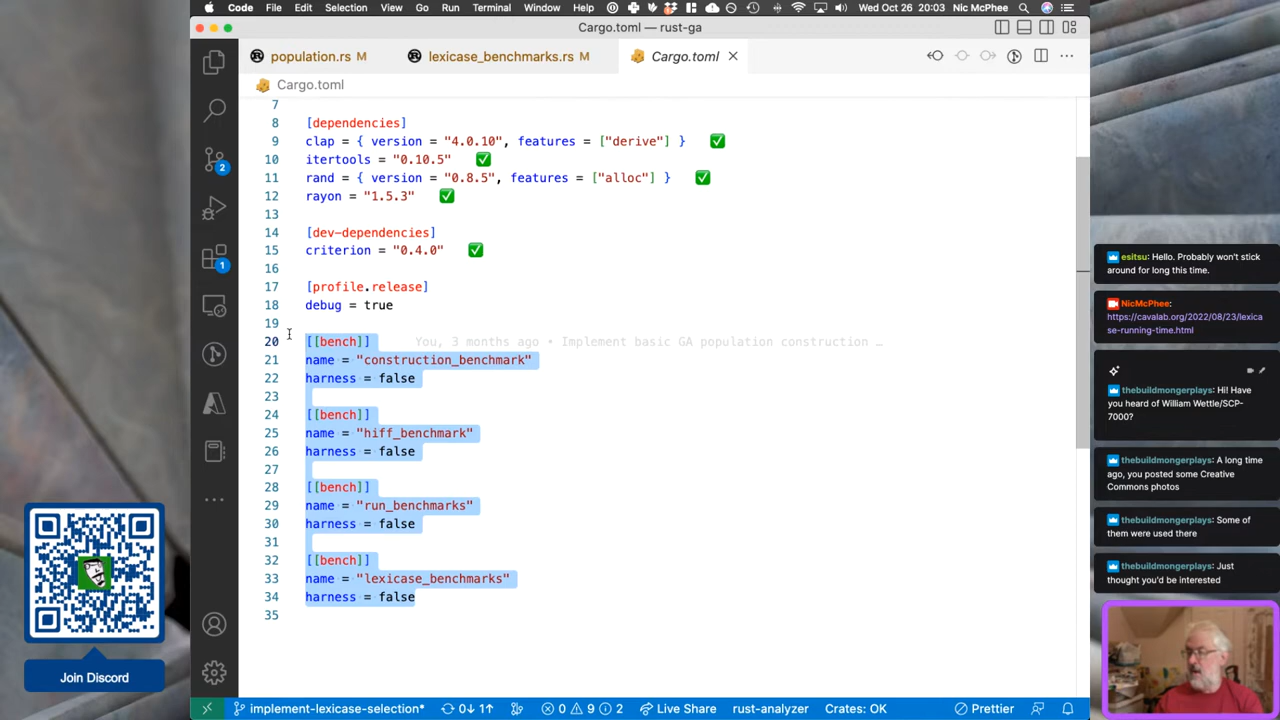 Code File Edit Selection View Go Run Terminal Window Help Wed Oct 26 20:03 Nic McPhee
Cargo.toml — rust-ga
population.rs M
lexicase_benchmarks.rs M
Cargo.toml
Cargo.toml
7
8 [dependencies]
9 clap = { version = "4.0.10", features = ["derive"] } ✅
10 itertools = "0.10.5" ✅
11 rand = { version = "0.8.5", features = ["alloc"] } ✅
12 rayon = "1.5.3" ✅
13
14 [dev-dependencies]
15 criterion = "0.4.0" ✅
16
17 [profile.release]
18 debug = true
19
20 [[bench]] You, 3 months ago • Implement basic GA population construction …
21 name = "construction_benchmark"
22 harness = false
23
24 [[bench]]
25 name = "hiff_benchmark"
26 harness = false
27
28 [[bench]]
29 name = "run_benchmarks"
30 harness = false
31
32 [[bench]]
33 name = "lexicase_benchmarks"
34 harness = false
35
2
1
Join Discord
esitsu: Hello. Probably won't stick
around for long this time.
NicMcPhee:
https://cavalab.org/2022/08/23/lexica
se-running-time.html
thebuildmongerplays: Hi! Have
you heard of William Wettle/SCP-
7000?
thebuildmongerplays: A long time
ago, you posted some Creative
Commons photos
thebuildmongerplays: Some of
them were used there
thebuildmongerplays: Just
thought you'd be interested
implement-lexicase-selection* 0↓ 1↑ 0 9 2 Live Share rust-analyzer Crates: OK Prettier